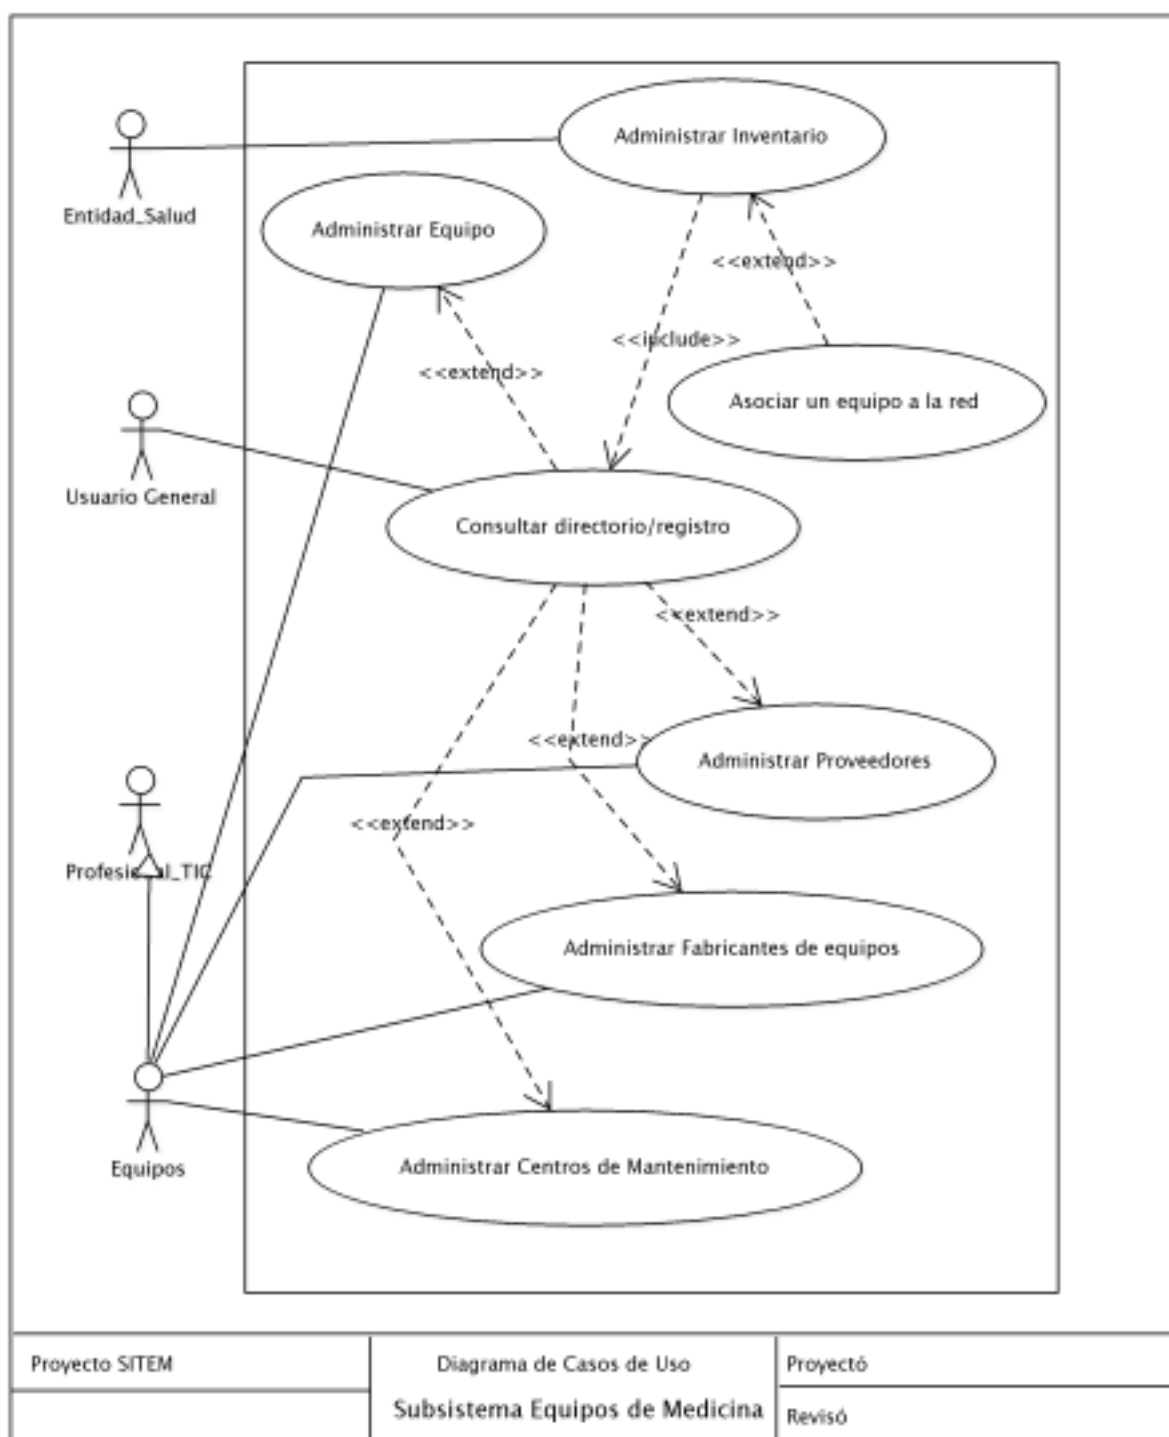 Administrar Inventario
Entidad_Salud
Administrar Equipo
<<extend>>
<<include>>
<<extend>>
Asociar un equipo a la red
Usuario General
Consultar directorio/registro
<<extend>>
<<extend>>
Administrar Proveedores
<<extend>>
Profesional_TIC
Administrar Fabricantes de equipos
Equipos
Administrar Centros de Mantenimiento
Proyecto SITEM
Diagrama de Casos de Uso
Proyectó
Subsistema Equipos de Medicina
Revisó